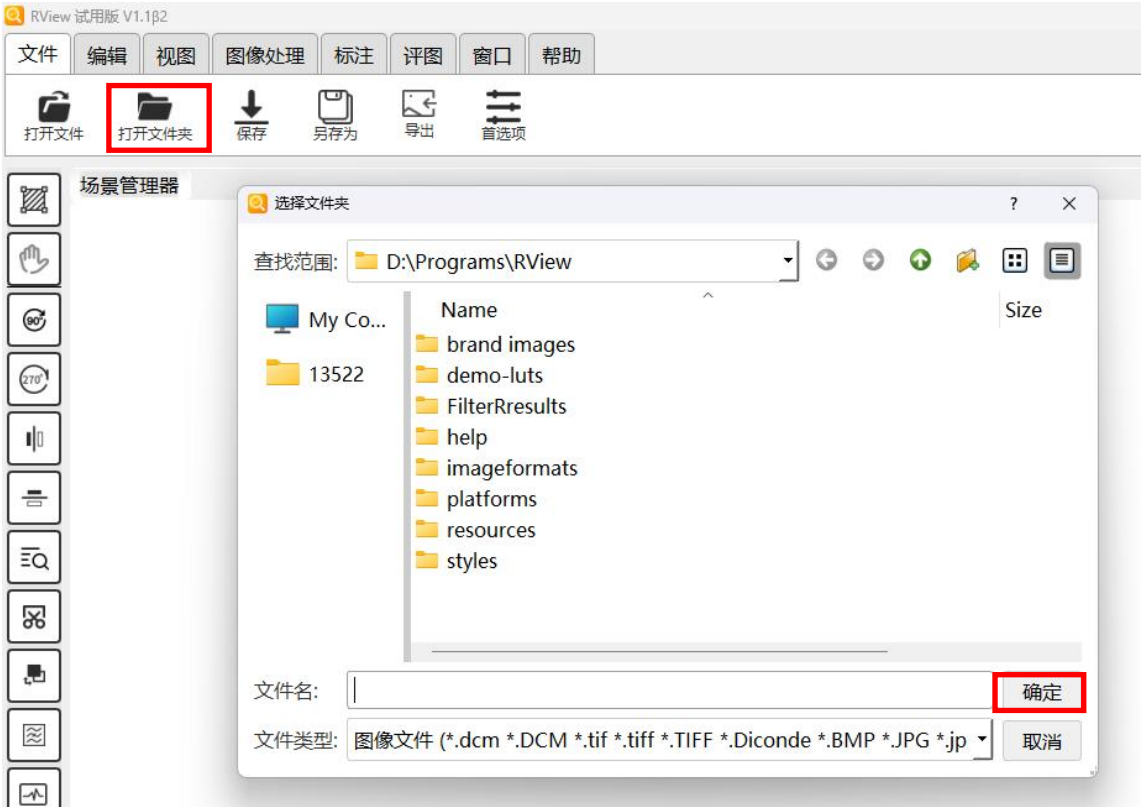 RView 试用版 V1.1β2
文件 编辑 视图 图像处理 标注 评图 窗口 帮助
打开文件 打开文件夹 保存 另存为 导出 首选项
场景管理器
选择文件夹 ?
查找范围: D:\Programs\RView
90°
270°
My Co...
13522
Name Size
brand images
demo-luts
FilterRresults
help
imageformats
platforms
resources
styles
文件名: 确定
文件类型: 图像文件 (*.dcm *.DCM *.tif *.tiff *.TIFF *.Diconde *.BMP *.JPG *.jp 取消